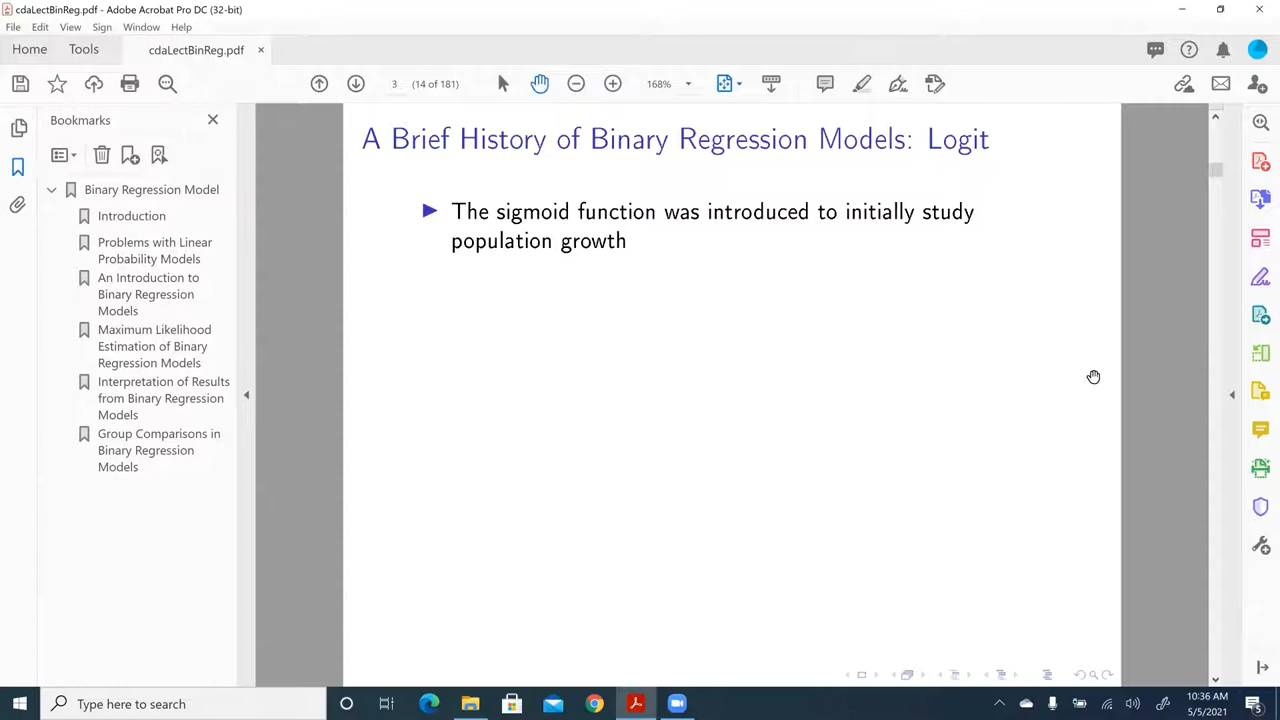 cdaLectBinReg.pdf - Adobe Acrobat Pro DC (32-bit)
File Edit View Sign Window Help
Home Tools cdaLectBinReg.pdf ×
3 (14 of 181) 168%
Bookmarks
Binary Regression Model
Introduction
Problems with Linear
Probability Models
An Introduction to
Binary Regression
Models
Maximum Likelihood
Estimation of Binary
Regression Models
Interpretation of Results
from Binary Regression
Models
Group Comparisons in
Binary Regression
Models
A Brief History of Binary Regression Models: Logit
The sigmoid function was introduced to initially study
population growth
Type here to search
10:36 AM
5/5/2021
5